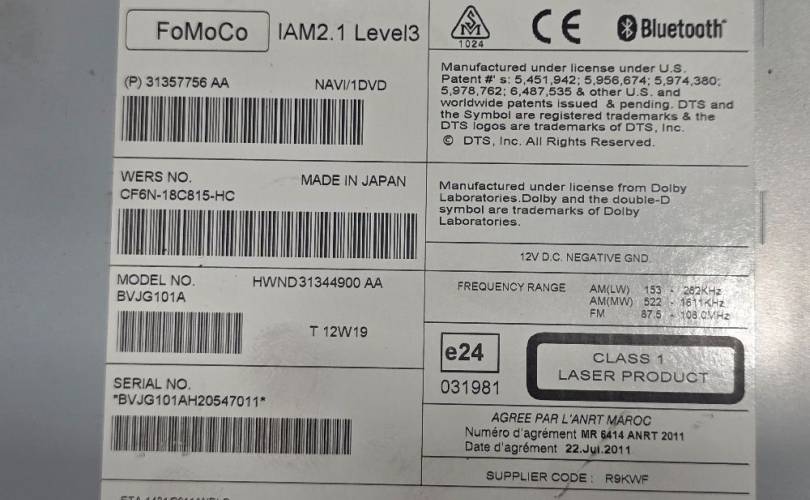 FoMoCo IAM2.1 Level3
(P) 31357756 AA NAVI/1DVD
WERS NO. MADE IN JAPAN
CF6N-18C815-HC
MODEL NO. HWND31344900 AA
BVJG101A
T 12W19
SERIAL NO.
*BVJG101AH20547011*
1024
CE
Bluetooth
Manufactured under license under U.S.
Patent #' s: 5,451,942; 5,956,674; 5,974,380;
5,978,762; 6,487,535 & other U.S. and
worldwide patents issued & pending. DTS and
the Symbol are registered trademarks & the
DTS logos are trademarks of DTS, Inc.
© DTS, Inc. All Rights Reserved.
Manufactured under license from Dolby
Laboratories.Dolby and the double-D
symbol are trademarks of Dolby
Laboratories.
12V D.C. NEGATIVE GND.
FREQUENCY RANGE AM(LW) 153 - 282KHz
AM(MW) 522 - 1611KHz
FM 87.5 - 108.0MHz
e24
031981
CLASS 1
LASER PRODUCT
AGREE PAR L'ANRT MAROC
Numéro d'agrément MR 6414 ANRT 2011
Date d'agrément 22.Jul.2011
SUPPLIER CODE : R9KWF